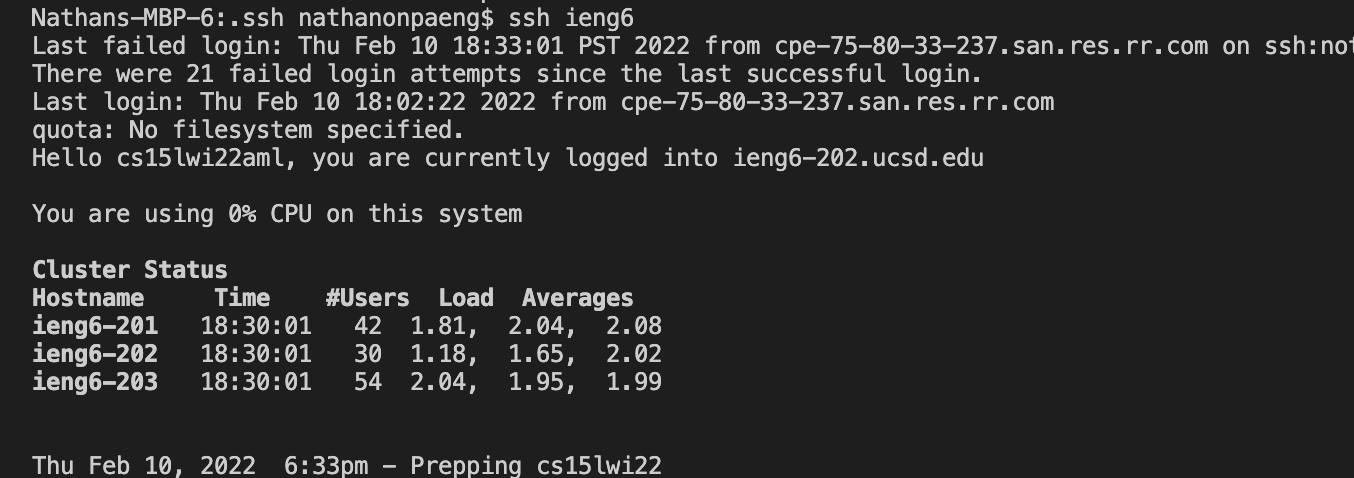 Nathans-MBP-6:.ssh nathanonpaeng$ ssh ieng6
Last failed login: Thu Feb 10 18:33:01 PST 2022 from cpe-75-80-33-237.san.res.rr.com on ssh:not
There were 21 failed login attempts since the last successful login.
Last login: Thu Feb 10 18:02:22 2022 from cpe-75-80-33-237.san.res.rr.com
quota: No filesystem specified.
Hello cs15lwi22aml, you are currently logged into ieng6-202.ucsd.edu
You are using 0% CPU on this system
Cluster Status
Hostname Time #Users Load Averages
ieng6-201 18:30:01 42 1.81, 2.04, 2.08
ieng6-202 18:30:01 30 1.18, 1.65, 2.02
ieng6-203 18:30:01 54 2.04, 1.95, 1.99
Thu Feb 10, 2022 6:33pm - Prepping cs15lwi22